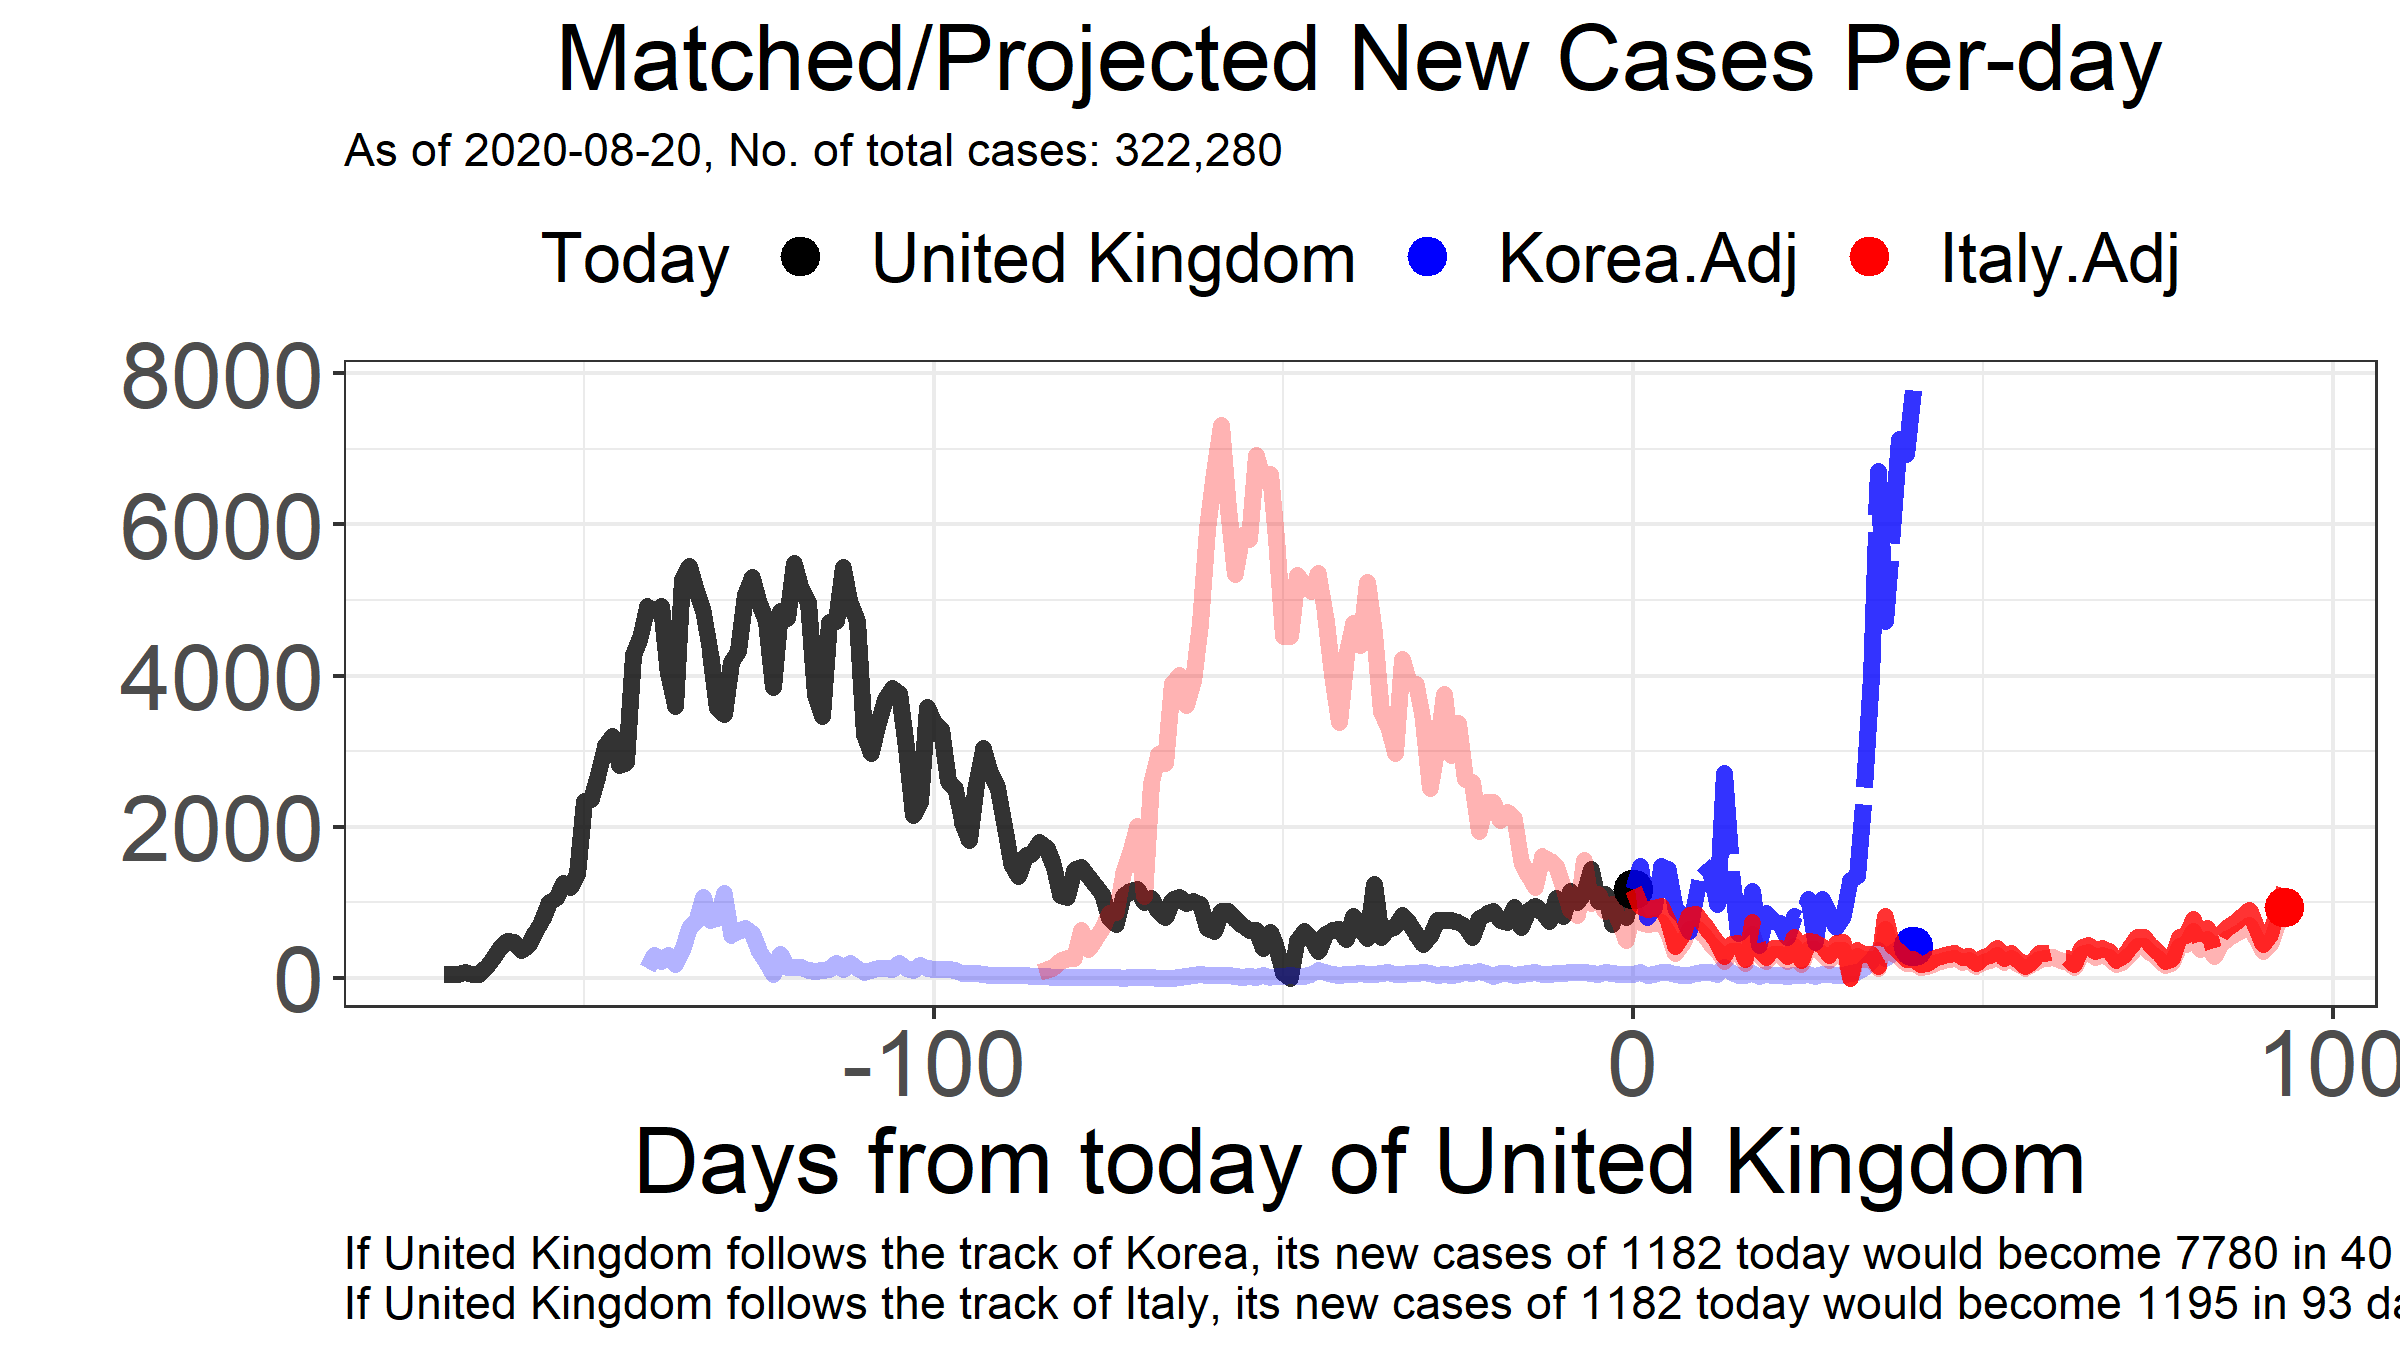 Matched/Projected New Cases Per-day
As of 2020-08-20, No. of total cases: 322,280
Today United Kingdom Korea.Adj Italy.Adj
8000
6000
4000
2000
0
-100 0 100
Days from today of United Kingdom
If United Kingdom follows the track of Korea, its new cases of 1182 today would become 7780 in 40
If United Kingdom follows the track of Italy, its new cases of 1182 today would become 1195 in 93 da